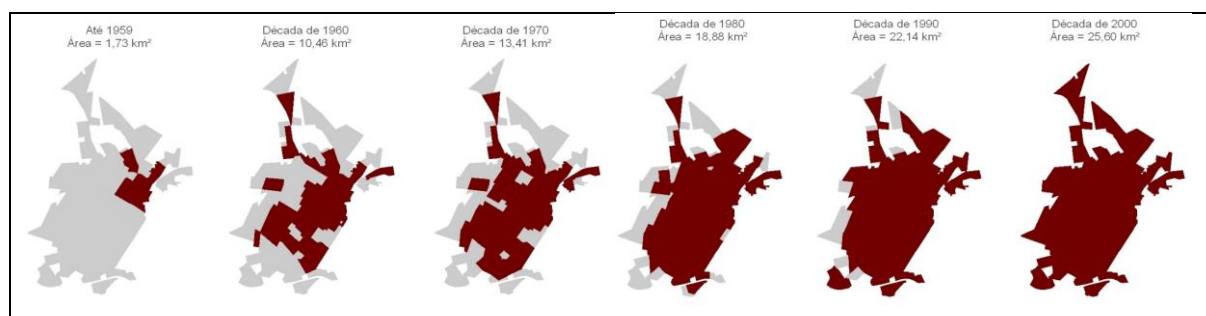 Até 1959
Área = 1,73 km²
Década de 1960
Área = 10,46 km²
Década de 1970
Área = 13,41 km²
Década de 1980
Área = 18,88 km²
Década de 1990
Área = 22,14 km²
Década de 2000
Área = 25,60 km²